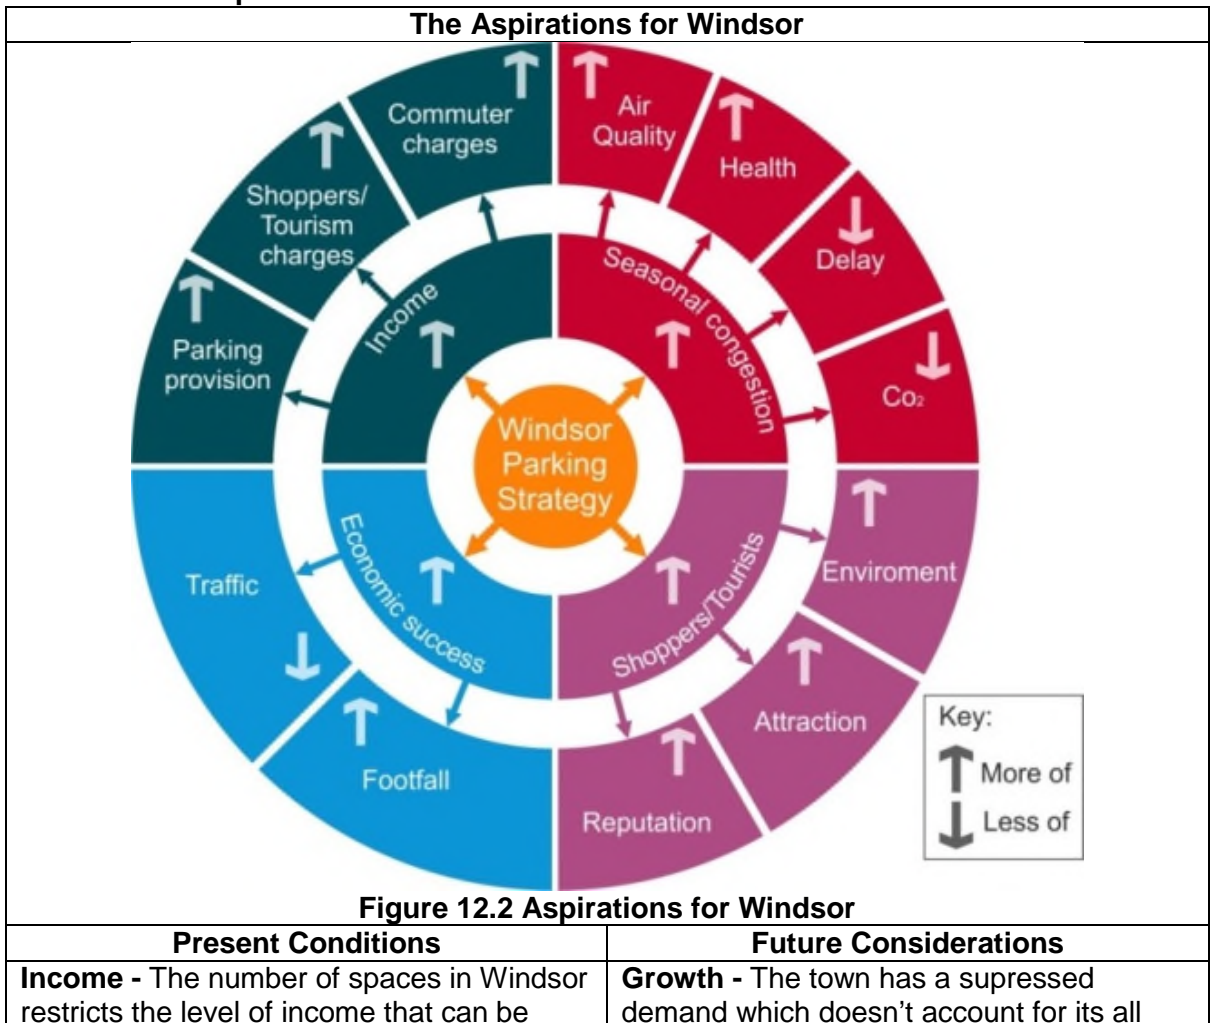 The Aspirations for Windsor
Commuter
charges
Air
Quality
Shoppers/
Tourism
charges
Health
Delay
Parking
provision
Co₂
Income
Seasonal congestion
Windsor
Parking
Strategy
Economic success
Shoppers/Tourists
Traffic
Enviroment
Footfall
Attraction
Reputation
Key:
More of
Less of
Figure 12.2 Aspirations for Windsor
Present Conditions
Future Considerations
Income - The number of spaces in Windsor
restricts the level of income that can be
Growth - The town has a supressed
demand which doesn’t account for its all